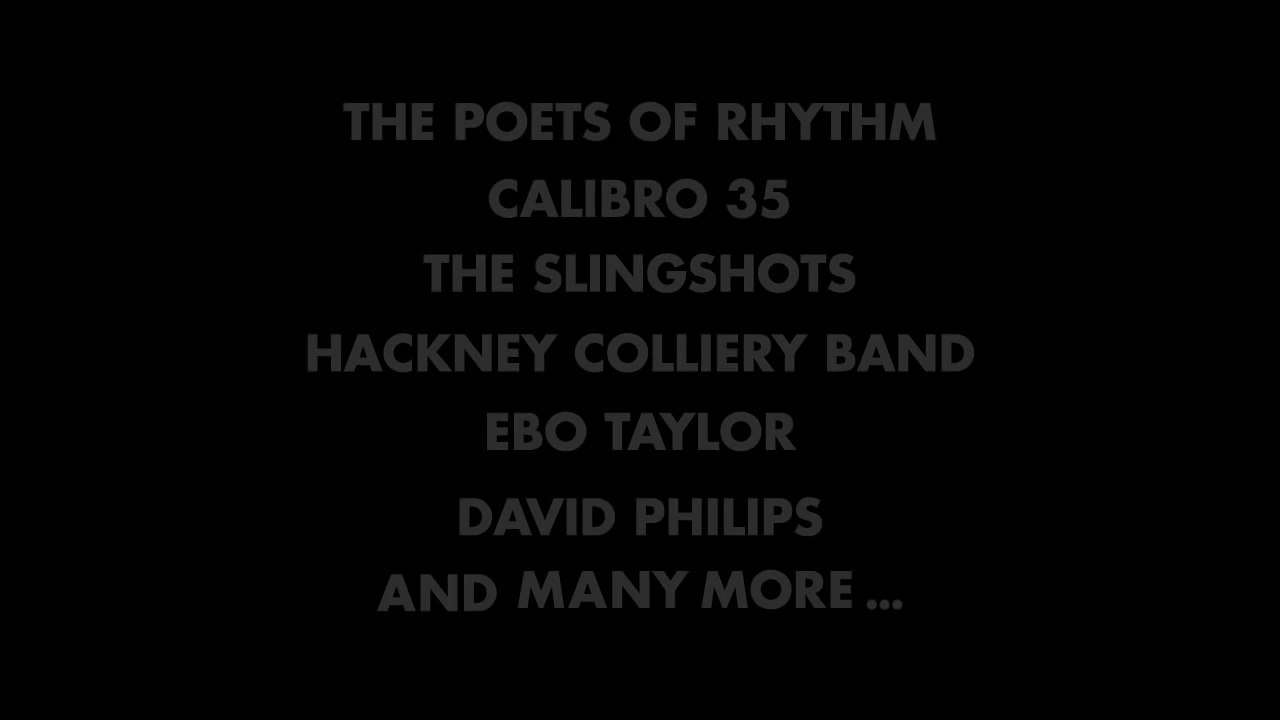 THE POETS OF RHYTHM
CALIBRO 35
THE SLINGSHOTS
HACKNEY COLLIERY BAND
EBO TAYLOR
DAVID PHILIPS
AND MANY MORE ...